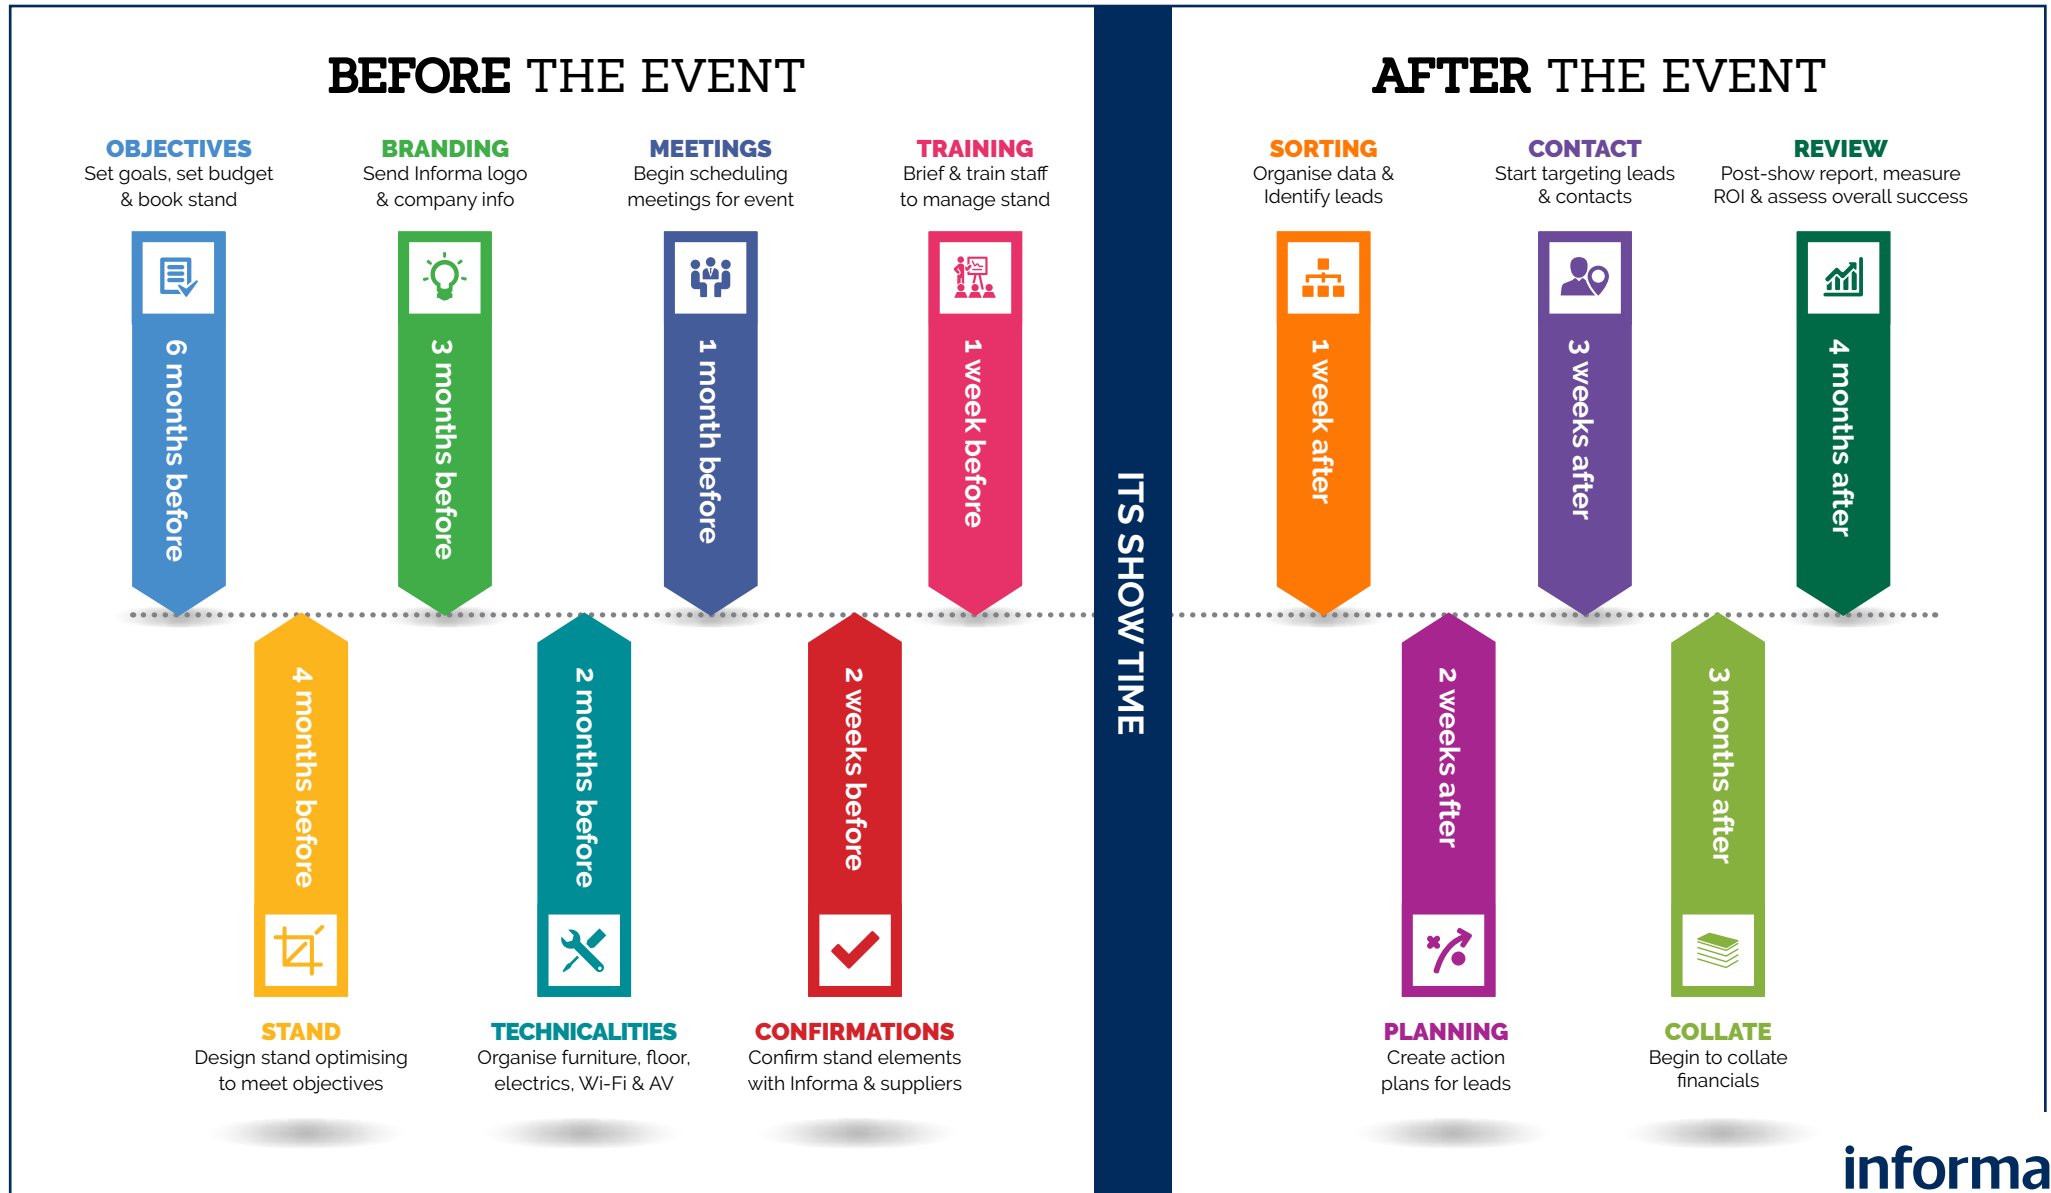 BEFORE THE EVENT
OBJECTIVES
Set goals, set budget
& book stand
6 months before
BRANDING
Send Informa logo
& company info
3 months before
MEETINGS
Begin scheduling
meetings for event
1 month before
TRAINING
Brief & train staff
to manage stand
1 week before
4 months before
STAND
Design stand optimising
to meet objectives
2 months before
TECHNICALITIES
Organise furniture, floor,
electrics, Wi-Fi & AV
2 weeks before
CONFIRMATIONS
Confirm stand elements
with Informa & suppliers
ITS SHOW TIME
AFTER THE EVENT
SORTING
Organise data &
Identify leads
1 week after
CONTACT
Start targeting leads
& contacts
3 weeks after
REVIEW
Post-show report, measure
ROI & assess overall success
4 months after
2 weeks after
PLANNING
Create action
plans for leads
3 months after
COLLATE
Begin to collate
financials
informa